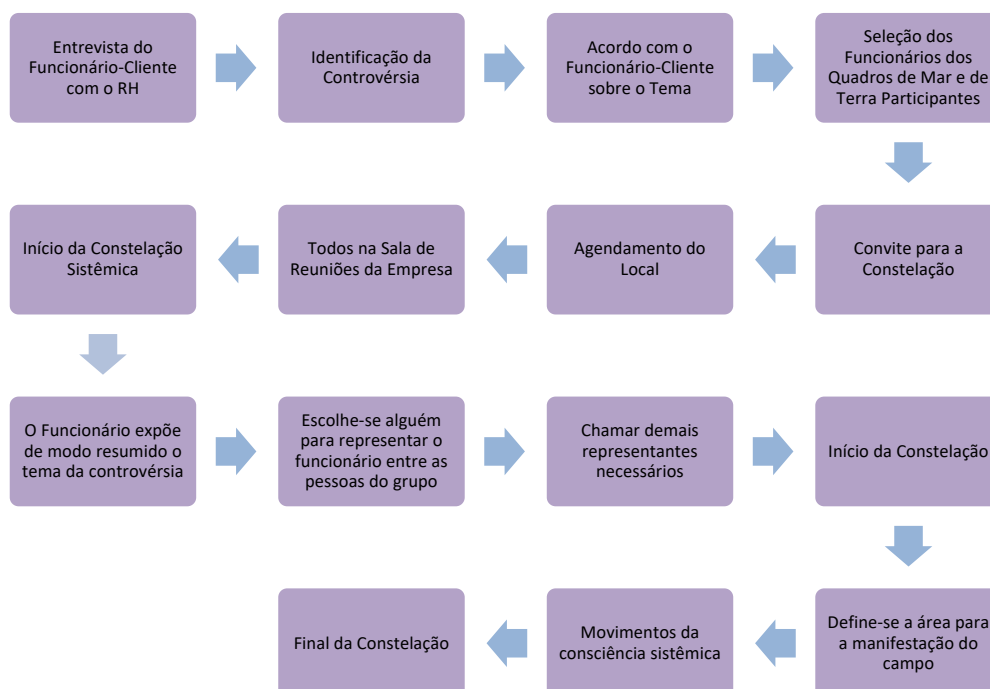 Entrevista do
Funcionário-Cliente
com o RH
Identificação da
Controvérsia
Acordo com o
Funcionário-Cliente
sobre o Tema
Seleção dos
Funcionários dos
Quadros de Mar e de
Terra Participantes
Convite para a
Constelação
Agendamento do
Local
Todos na Sala de
Reuniões da Empresa
Início da Constelação
Sistêmica
O Funcionário expõe
de modo resumido o
tema da controvérsia
Escolhe-se alguém
para representar o
funcionário entre as
pessoas do grupo
Chamar demais
representantes
necessários
Início da Constelação
Define-se a área para
a manifestação do
campo
Movimentos da
consciência sistêmica
Final da Constelação